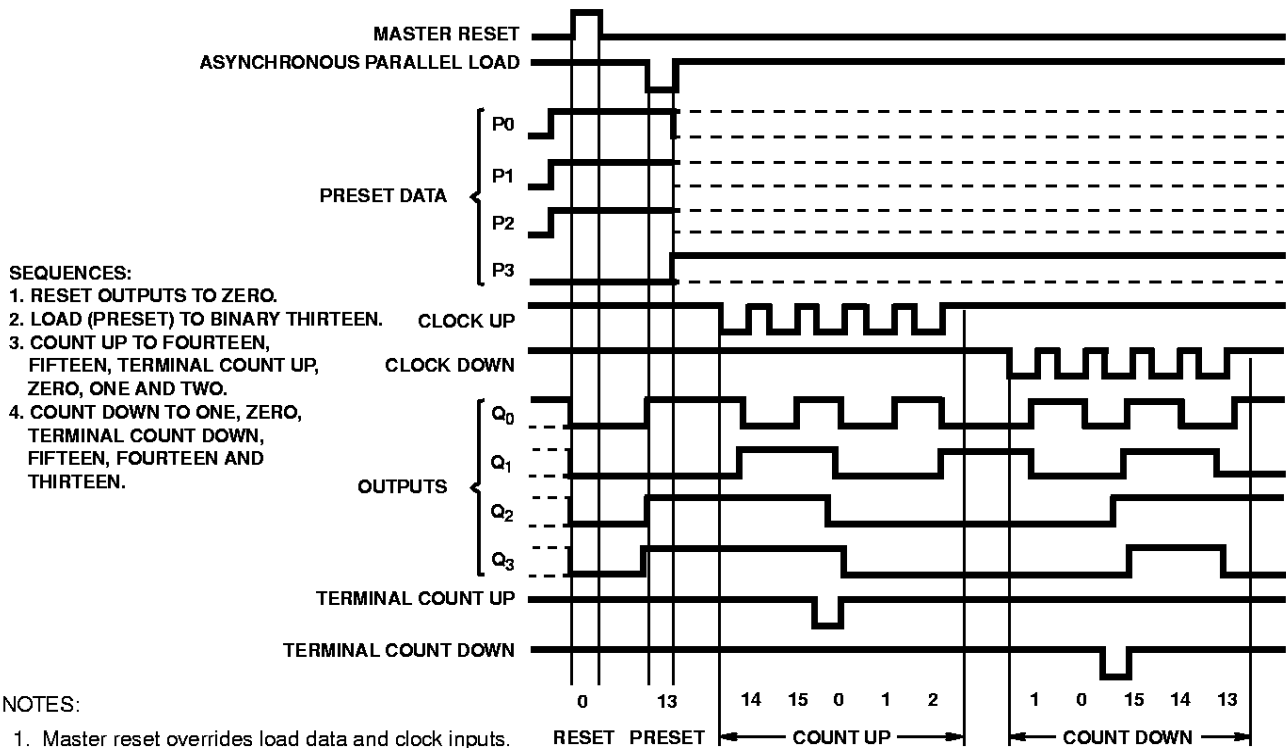 MASTER RESET
ASYNCHRONOUS PARALLEL LOAD
P0
P1
PRESET DATA
P2
P3
SEQUENCES:
1. RESET OUTPUTS TO ZERO.
2. LOAD (PRESET) TO BINARY THIRTEEN.
3. COUNT UP TO FOURTEEN,
FIFTEEN, TERMINAL COUNT UP,
ZERO, ONE AND TWO.
4. COUNT DOWN TO ONE, ZERO,
TERMINAL COUNT DOWN,
FIFTEEN, FOURTEEN AND
THIRTEEN.
CLOCK UP
CLOCK DOWN
Q0
Q1
OUTPUTS
Q2
Q3
TERMINAL COUNT UP
TERMINAL COUNT DOWN
0 13 14 15 0 1 2 1 0 15 14 13
RESET PRESET COUNT UP COUNT DOWN
NOTES:
1. Master reset overrides load data and clock inputs.